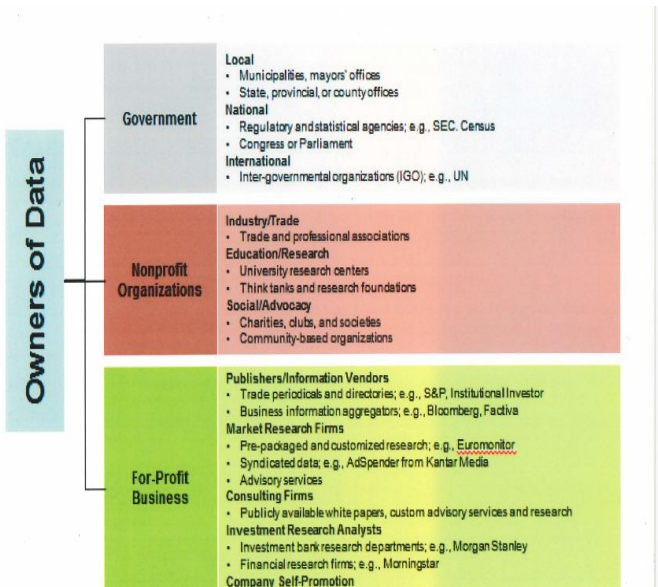 Owners of Data
Government
Local
• Municipalities, mayors' offices
• State, provincial, or county offices
National
• Regulatory and statistical agencies; e.g., SEC. Census
• Congress or Parliament
International
• Inter-governmental organizations (IGO); e.g., UN
Nonprofit
Organizations
Industry/Trade
• Trade and professional associations
Education/Research
• University research centers
• Think tanks and research foundations
Social/Advocacy
• Charities, clubs, and societies
• Community-based organizations
For-Profit
Business
Publishers/Information Vendors
• Trade periodicals and directories; e.g., S&P, Institutional Investor
• Business information aggregators; e.g., Bloomberg, Factiva
Market Research Firms
• Pre-packaged and customized research; e.g., Euromonitor
• Syndicated data; e.g., AdSpender from Kantar Media
• Advisory services
Consulting Firms
• Publicly available white papers, custom advisory services and research
Investment Research Analysts
• Investment bank research departments; e.g., Morgan Stanley
• Financial research firms; e.g., Morningstar
Company Self-Promotion